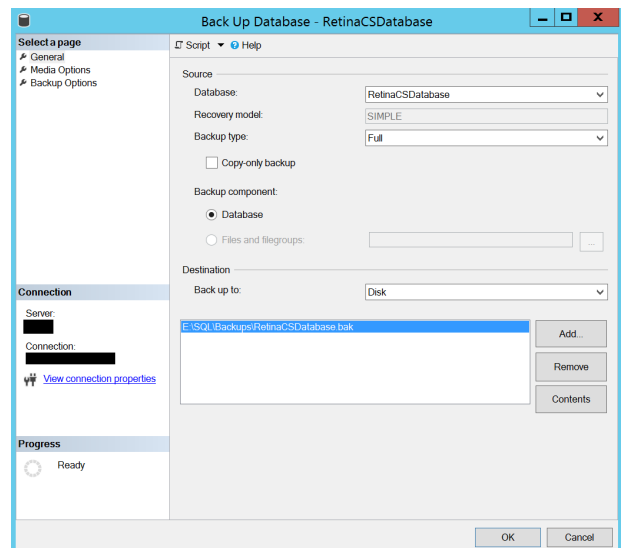 Back Up Database - RetinaCSDatabase
X
Select a page
General
Media Options
Backup Options
Script
Help
Source
Database:
RetinaCSDatabase
Recovery model:
SIMPLE
Backup type:
Full
Copy-only backup
Backup component:
Database
Files and filegroups:
...
Destination
Back up to:
Disk
E:\SQL\Backups\RetinaCSDatabase.bak
Add...
Remove
Contents
Connection
Server:
Connection:
View connection properties
Progress
Ready
OK
Cancel